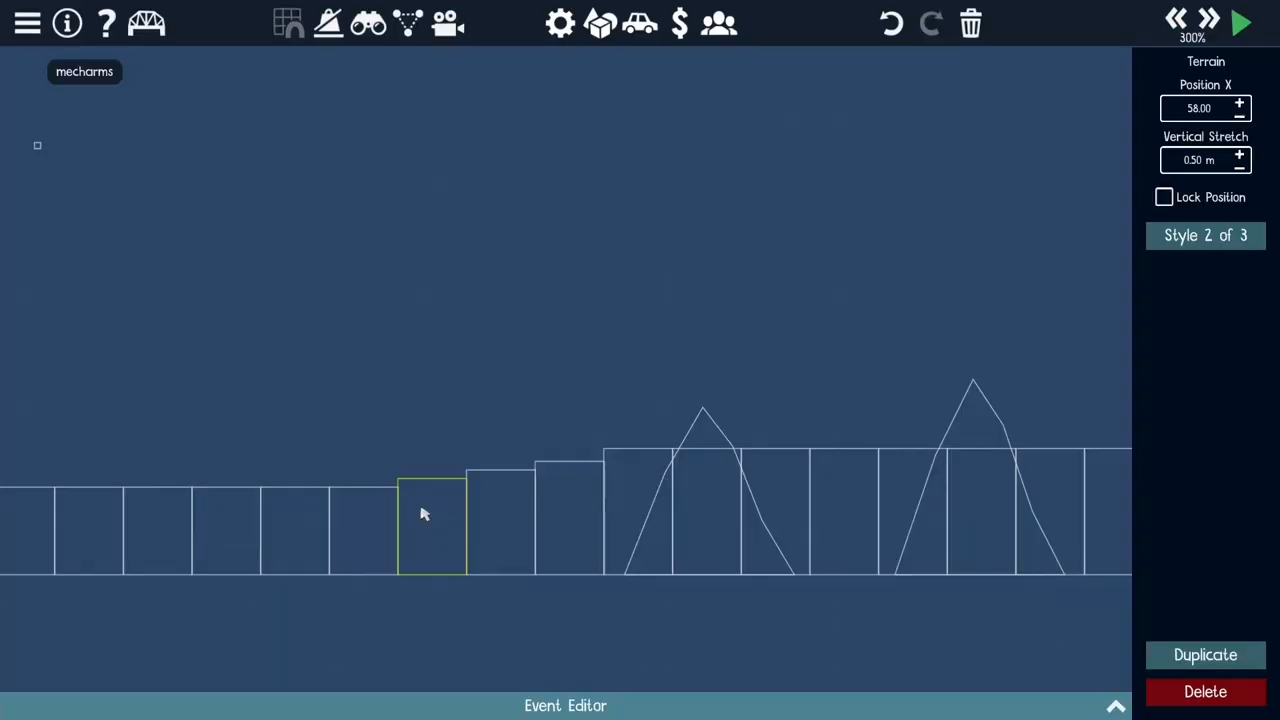 300%
mecharms
Terrain
Position X
58.00
Vertical Stretch
0.50 m
Lock Position
Style 2 of 3
Duplicate
Delete
Event Editor